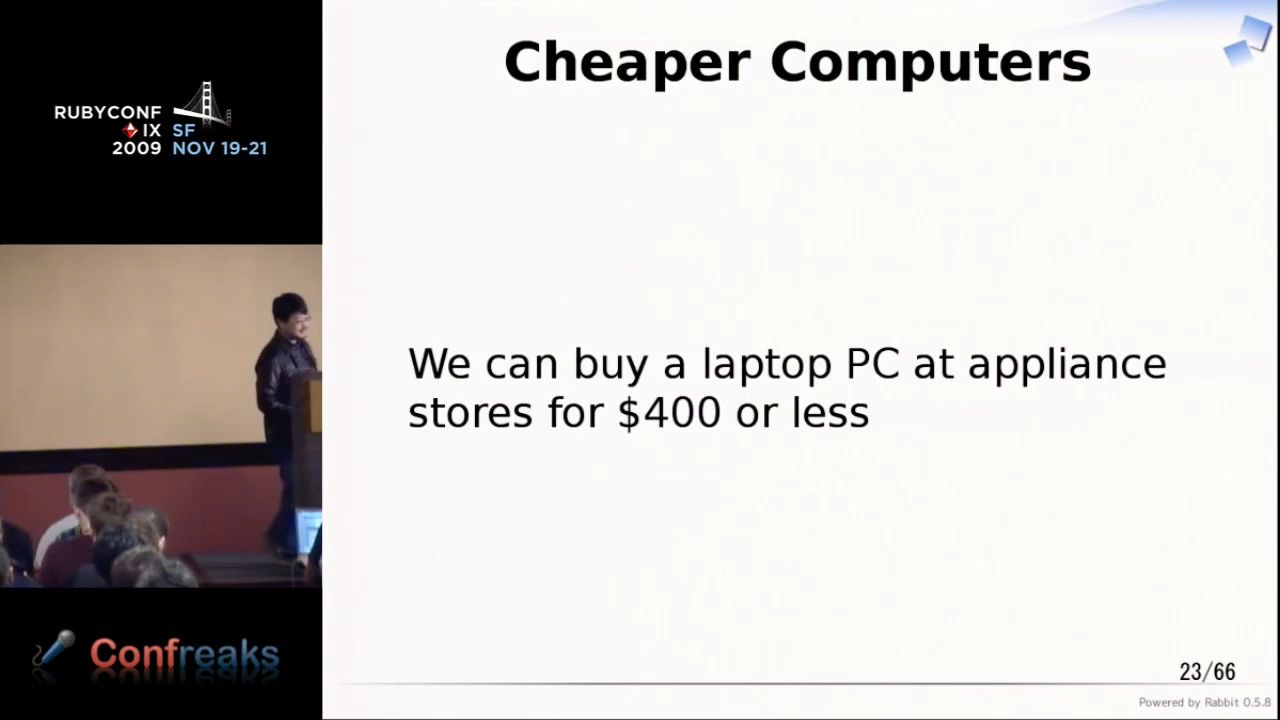 RUBYCONF
IX SF
2009 NOV 19-21
Confreaks
Cheaper Computers
We can buy a laptop PC at appliance
stores for $400 or less
23/66
Powered by Rabbit 0.5.8